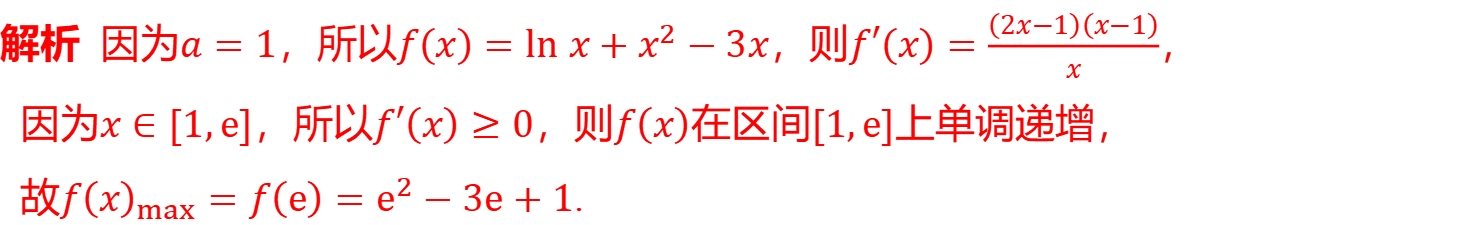 解析 因为a = 1，所以f(x) = ln x + x² − 3x，则f′(x) = (2x−1)(x−1)/x，
因为x ∈ [1,e]，所以f′(x) ≥ 0，则f(x)在区间[1,e]上单调递增，
故f(x)max = f(e) = e² − 3e + 1.